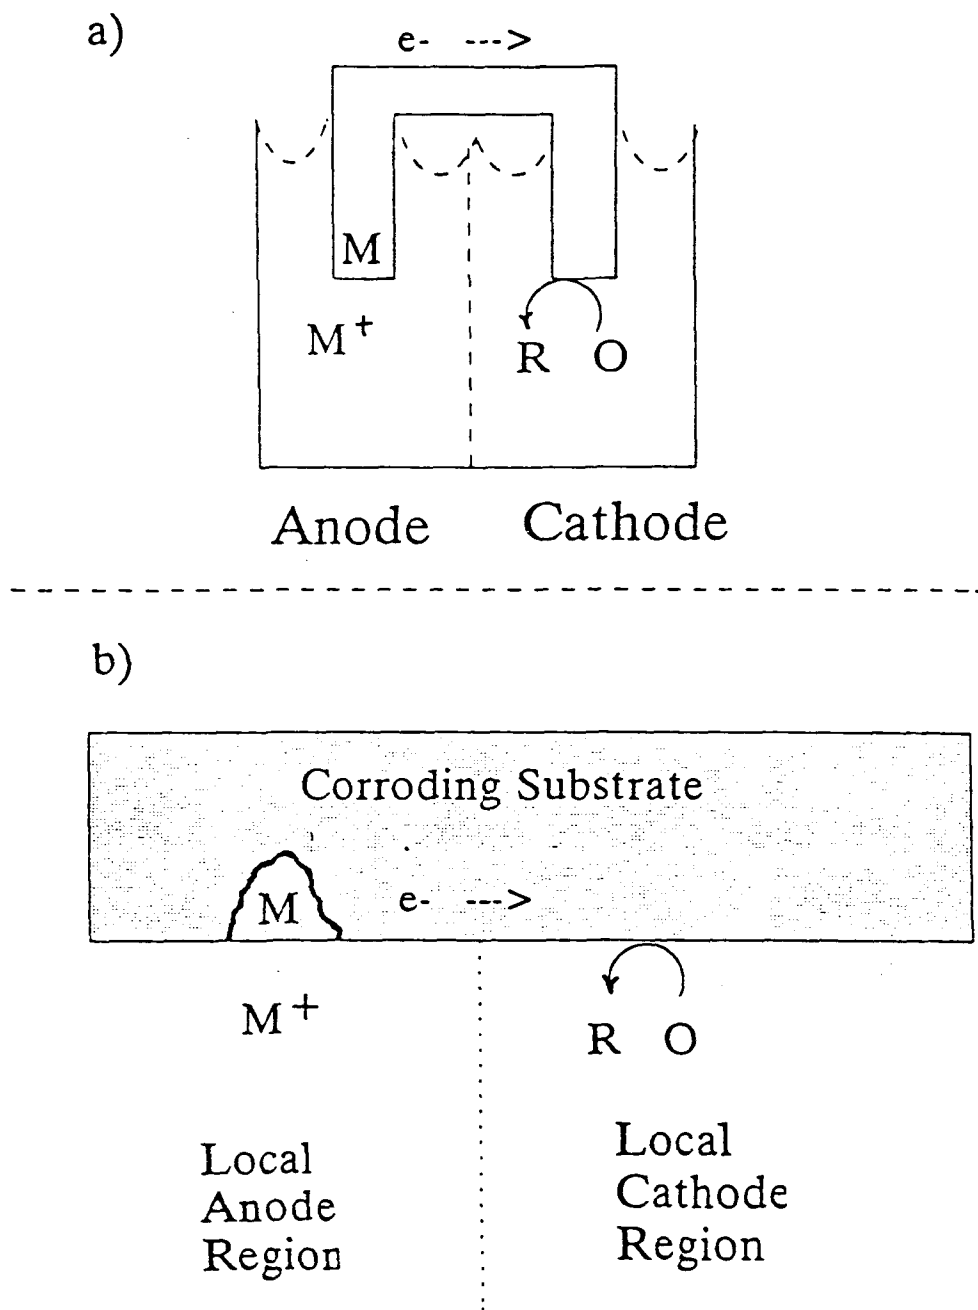 a)
e- --->
M
M+
R O
Anode Cathode
b)
Corroding Substrate
M e- --->
M+
R O
Local
Anode
Region
Local
Cathode
Region